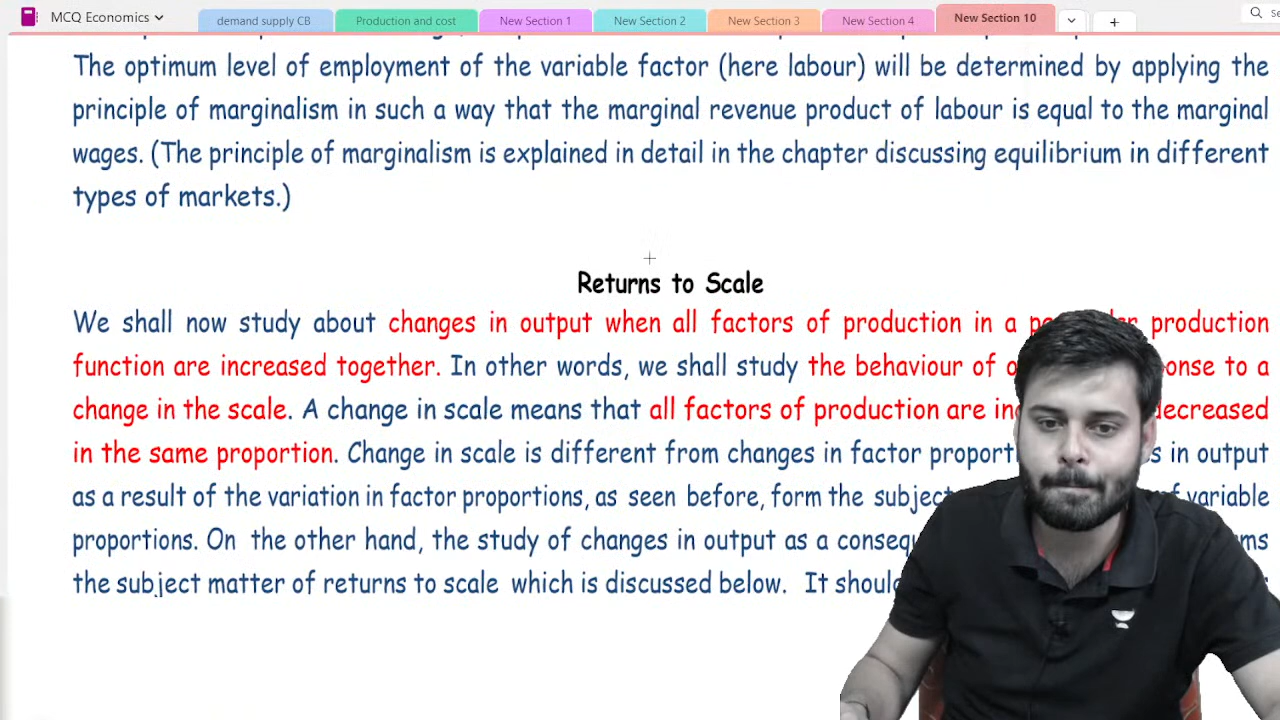 MCQ Economics
demand supply CB
Production and cost
New Section 1
New Section 2
New Section 3
New Section 4
New Section 10
The optimum level of employment of the variable factor (here labour) will be determined by applying the
principle of marginalism in such a way that the marginal revenue product of labour is equal to the marginal
wages. (The principle of marginalism is explained in detail in the chapter discussing equilibrium in different
types of markets.)
Returns to Scale
We shall now study about changes in output when all factors of production in a production
function are increased together. In other words, we shall study the behaviour of to a
change in the scale. A change in scale means that all factors of production are decreased
in the same proportion. Change in scale is different from changes in factor in output
as a result of the variation in factor proportions, as seen before, form the subject of variable
proportions. On the other hand, the study of changes in output as a
the subject matter of returns to scale which is discussed below. It